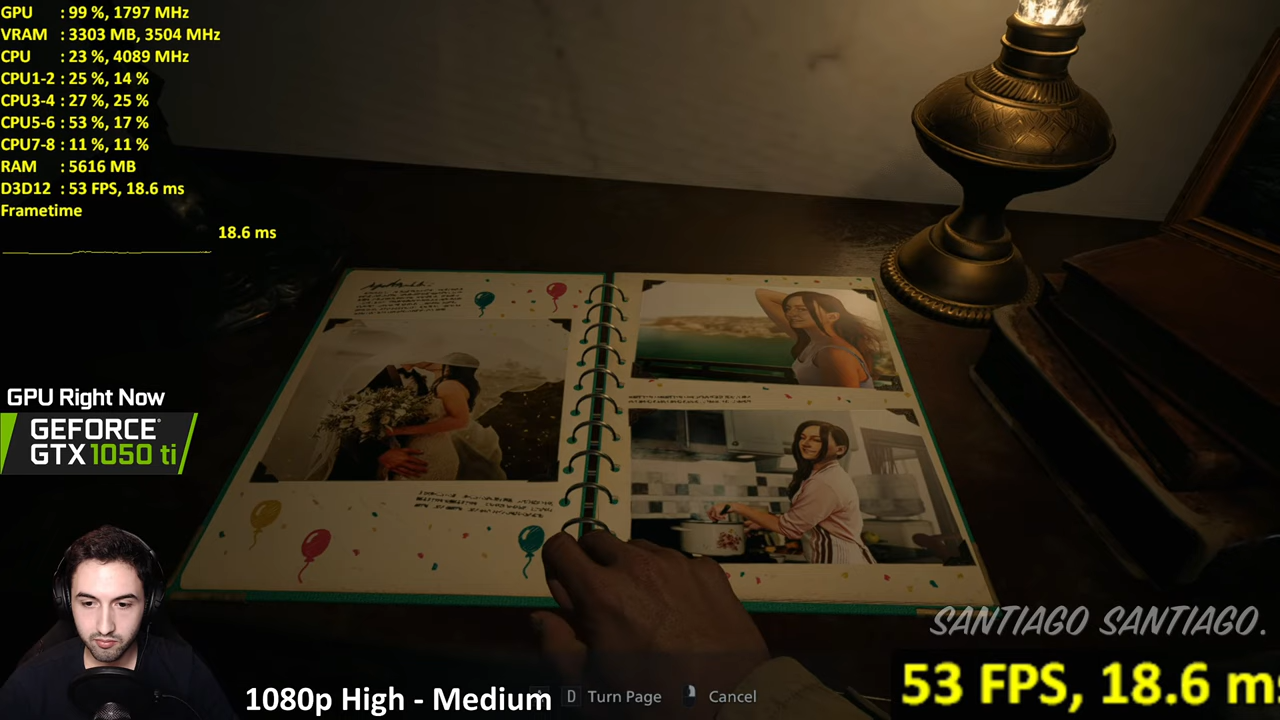 GPU : 99 %, 1797 MHz
VRAM : 3303 MB, 3504 MHz
CPU : 23 %, 4089 MHz
CPU1-2 : 25 %, 14 %
CPU3-4 : 27 %, 25 %
CPU5-6 : 53 %, 17 %
CPU7-8 : 11 %, 11 %
RAM : 5616 MB
D3D12 : 53 FPS, 18.6 ms
Frametime
18.6 ms
GPU Right Now
GEFORCE
GTX 1050 ti
SANTIAGO SANTIAGO.
53 FPS, 18.6 ms
1080p High - Medium
D Turn Page Cancel